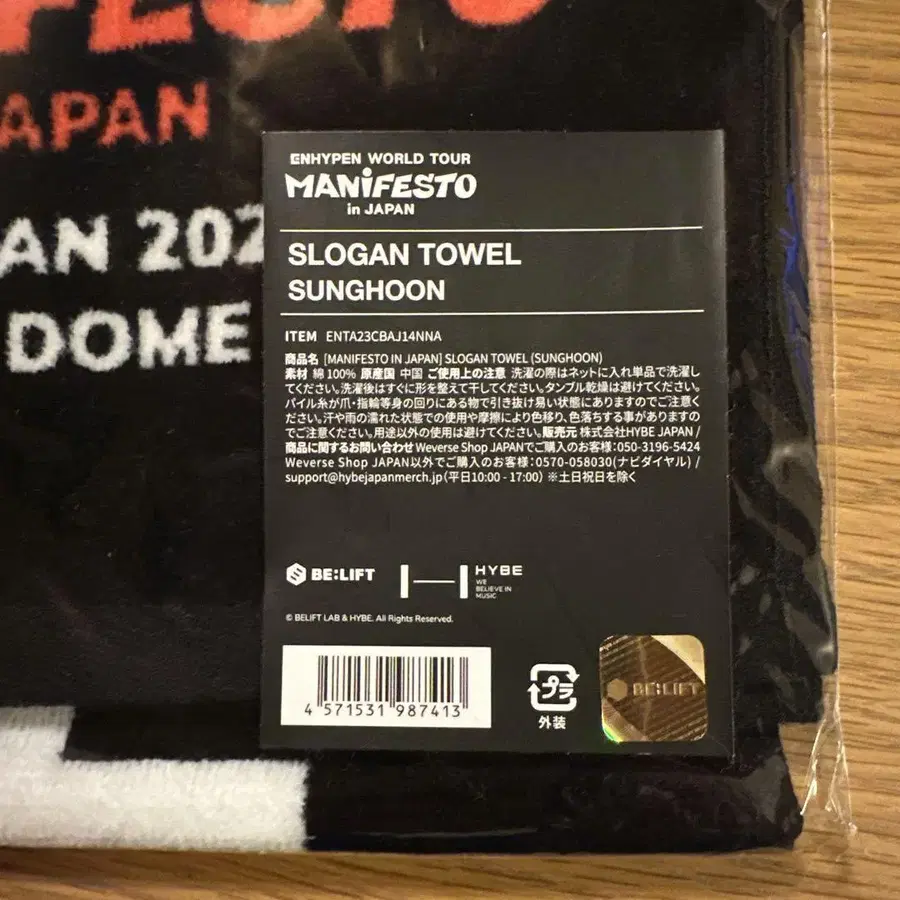 JAPAN
ENHYPEN WORLD TOUR
MANiFESTO
in JAPAN
SLOGAN TOWEL
SUNGHOON
DOME
ITEM ENTA23CBAJ14NNA
商品名 [MANIFESTO IN JAPAN] SLOGAN TOWEL (SUNGHOON)
素材 綿100% 原産国 中国 ご使用上の注意 洗濯の際はネットに入れ単品で洗濯し
てください。洗濯後はすぐに形を整えて干してください。タンブル乾燥は避けてください。
パイル糸が爪・指輪等身の回りにある物で引き抜け易い状態にありますのでご注意くださ
い。汗や雨の濡れた状態での使用や摩擦により色移り、色落ちする事がありますの
でご注意ください。用途以外の使用は避けてください。販売元 株式会社HYBE JAPAN /
商品に関するお問い合わせ Weverse Shop JAPANでご購入のお客様:050-3196-5424
Weverse Shop JAPAN以外でご購入のお客様:0570-058030(ナビダイヤル) /
support@hybejapanmerch.jp(平日10:00 - 17:00) ※土日祝日を除く
BE:LIFT
HYBE
WE
BELIEVE IN
MUSIC
© BELIFT LAB & HYBE. All Rights Reserved.
4 571531 987413
プラ
外装
BE:LIFT